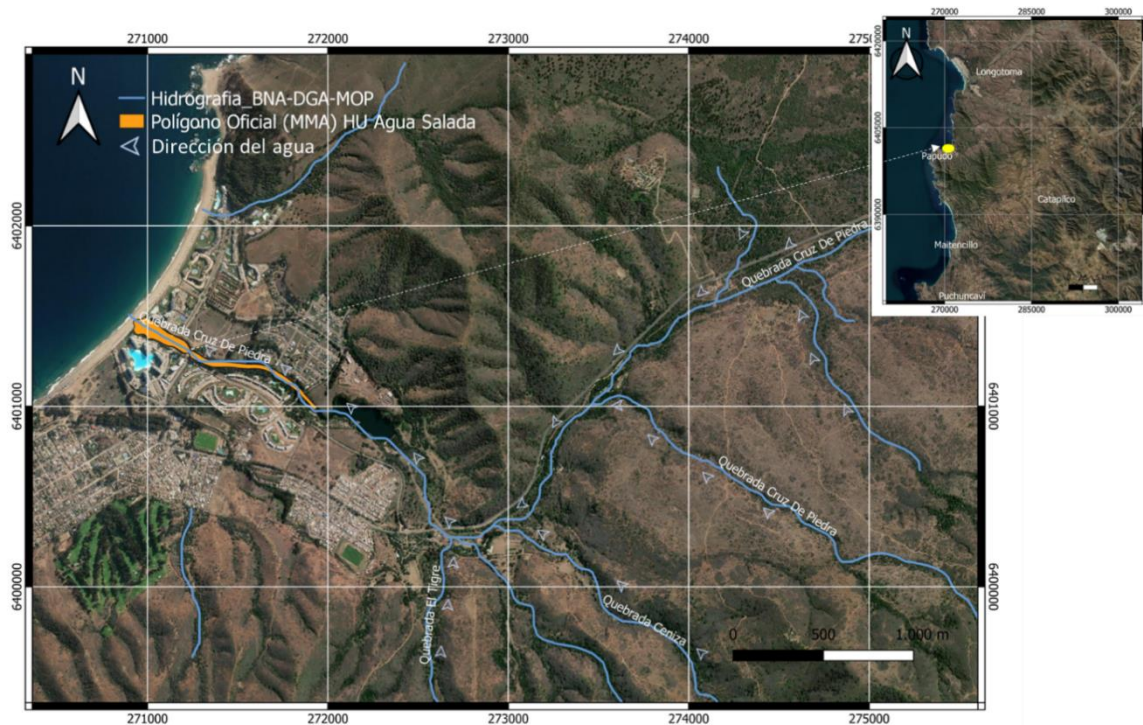 271000 272000 273000 274000 275000
N
Hidrografia_BNA-DGA-MOP
Polígono Oficial (MMA) HU Agua Salada
Dirección del agua
6402000
6401000
6400000
Quebrada Cruz De Piedra
Quebrada Cruz De Piedra
Quebrada Cruz De Piedra
Quebrada El Tigre
Quebrada Ceniza
0 500 1.000 m
6401000
6400000
271000 272000 273000 274000 275000
270000 285000 300000
N
6420000
6405000
6390000
Longotoma
Papudo
Catapilco
Maitencillo
Puchuncaví
270000 285000 300000